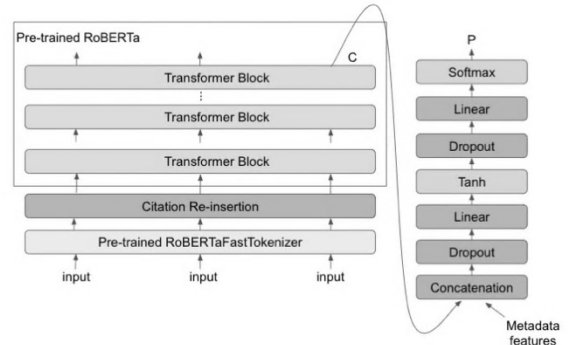 Pre-trained RoBERTa
C
Transformer Block
Transformer Block
Transformer Block
Citation Re-insertion
Pre-trained RoBERTaFastTokenizer
input input input
P
Softmax
Linear
Dropout
Tanh
Linear
Dropout
Concatenation
Metadata
features